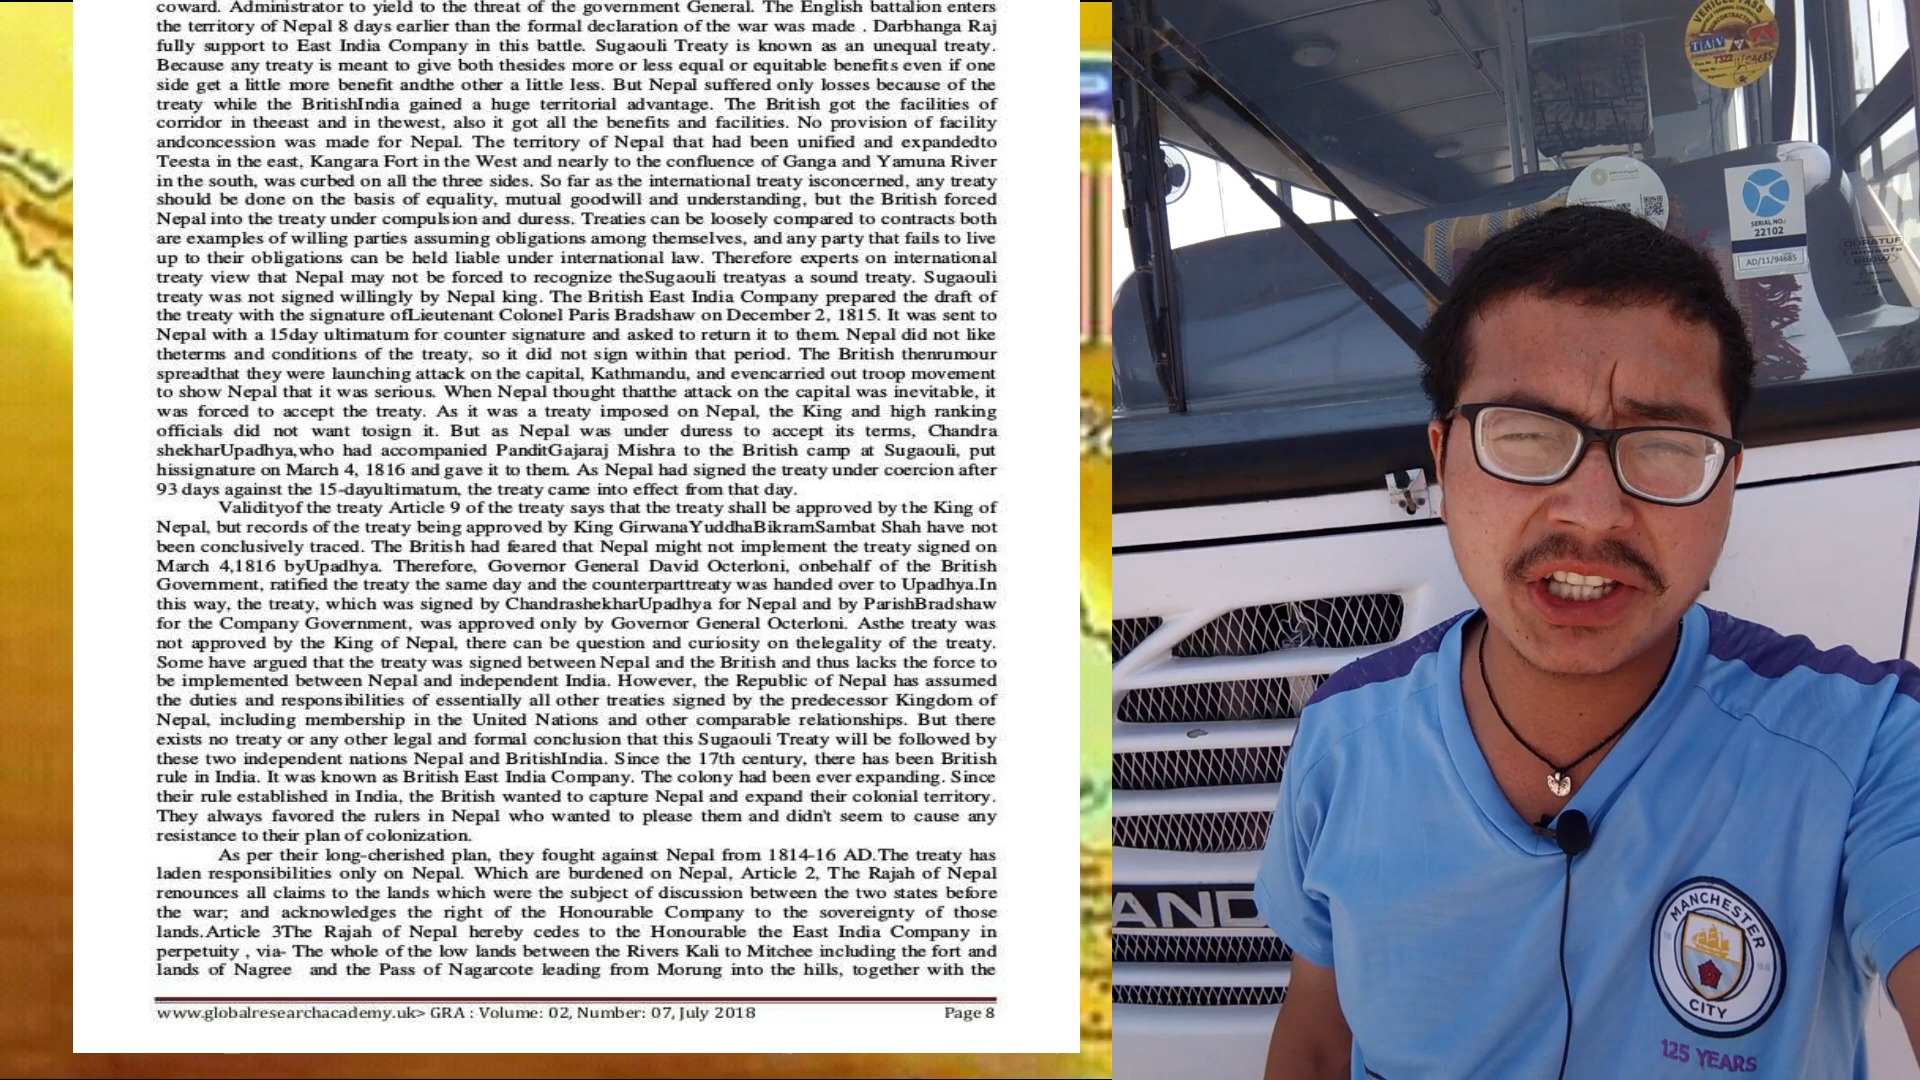 coward. Administrator to yield to the threat of the government General. The English battalion enters
the territory of Nepal 8 days earlier than the formal declaration of the war was made . Darbhanga Raj
fully support to East India Company in this battle. Sugaouli Treaty is known as an unequal treaty.
Because any treaty is meant to give both thesides more or less equal or equitable benefits even if one
side get a little more benefit andthe other a little less. But Nepal suffered only losses because of the
treaty while the BritishIndia gained a huge territorial advantage. The British got the facilities of
corridor in theeast and in thewest, also it got all the benefits and facilities. No provision of facility
andconcession was made for Nepal. The territory of Nepal that had been unified and expandedto
Teesta in the east, Kangara Fort in the West and nearly to the confluence of Ganga and Yamuna River
in the south, was curbed on all the three sides. So far as the international treaty isconcerned, any treaty
should be done on the basis of equality, mutual goodwill and understanding, but the British forced
Nepal into the treaty under compulsion and duress. Treaties can be loosely compared to contracts both
are examples of willing parties assuming obligations among themselves, and any party that fails to live
up to their obligations can be held liable under international law. Therefore experts on international
treaty view that Nepal may not be forced to recognize theSugaouli treatyas a sound treaty. Sugaouli
treaty was not signed willingly by Nepal king. The British East India Company prepared the draft of
the treaty with the signature ofLieutenant Colonel Paris Bradshaw on December 2, 1815. It was sent to
Nepal with a 15day ultimatum for counter signature and asked to return it to them. Nepal did not like
theterms and conditions of the treaty, so it did not sign within that period. The British thenrumour
spreadthat they were launching attack on the capital, Kathmandu, and evencarried out troop movement
to show Nepal that it was serious. When Nepal thought thatthe attack on the capital was inevitable, it
was forced to accept the treaty. As it was a treaty imposed on Nepal, the King and high ranking
officials did not want tosign it. But as Nepal was under duress to accept its terms, Chandra
shekharUpadhya,who had accompanied PanditGajaraj Mishra to the British camp at Sugaouli, put
hissignature on March 4, 1816 and gave it to them. As Nepal had signed the treaty under coercion after
93 days against the 15-dayultimatum, the treaty came into effect from that day.
Validityof the treaty Article 9 of the treaty says that the treaty shall be approved by the King of
Nepal, but records of the treaty being approved by King GirwanaYuddhaBikramSambat Shah have not
been conclusively traced. The British had feared that Nepal might not implement the treaty signed on
March 4,1816 byUpadhya. Therefore, Governor General David Octerloni, onbehalf of the British
Government, ratified the treaty the same day and the counterparttreaty was handed over to Upadhya.In
this way, the treaty, which was signed by ChandrashekharUpadhya for Nepal and by ParishBradshaw
for the Company Government, was approved only by Governor General Octerloni. Asthe treaty was
not approved by the King of Nepal, there can be question and curiosity on thelegality of the treaty.
Some have argued that the treaty was signed between Nepal and the British and thus lacks the force to
be implemented between Nepal and independent India. However, the Republic of Nepal has assumed
the duties and responsibilities of essentially all other treaties signed by the predecessor Kingdom of
Nepal, including membership in the United Nations and other comparable relationships. But there
exists no treaty or any other legal and formal conclusion that this Sugaouli Treaty will be followed by
these two independent nations Nepal and BritishIndia. Since the 17th century, there has been British
rule in India. It was known as British East India Company. The colony had been ever expanding. Since
their rule established in India, the British wanted to capture Nepal and expand their colonial territory.
They always favored the rulers in Nepal who wanted to please them and didn't seem to cause any
resistance to their plan of colonization.
As per their long-cherished plan, they fought against Nepal from 1814-16 AD.The treaty has
laden responsibilities only on Nepal. Which are burdened on Nepal, Article 2, The Rajah of Nepal
renounces all claims to the lands which were the subject of discussion between the two states before
the war; and acknowledges the right of the Honourable Company to the sovereignty of those
lands.Article 3The Rajah of Nepal hereby cedes to the Honourable the East India Company in
perpetuity , via- The whole of the low lands between the Rivers Kali to Mitchee including the fort and
lands of Nagree and the Pass of Nagarcote leading from Morung into the hills, together with the
www.globalresearchacademy.uk> GRA : Volume: 02, Number: 07, July 2018 Page 8
VEHICLE PASS
TAV
SERIAL NO.:
22102
AD/11/94685
MANCHESTER
CITY
125 YEARS